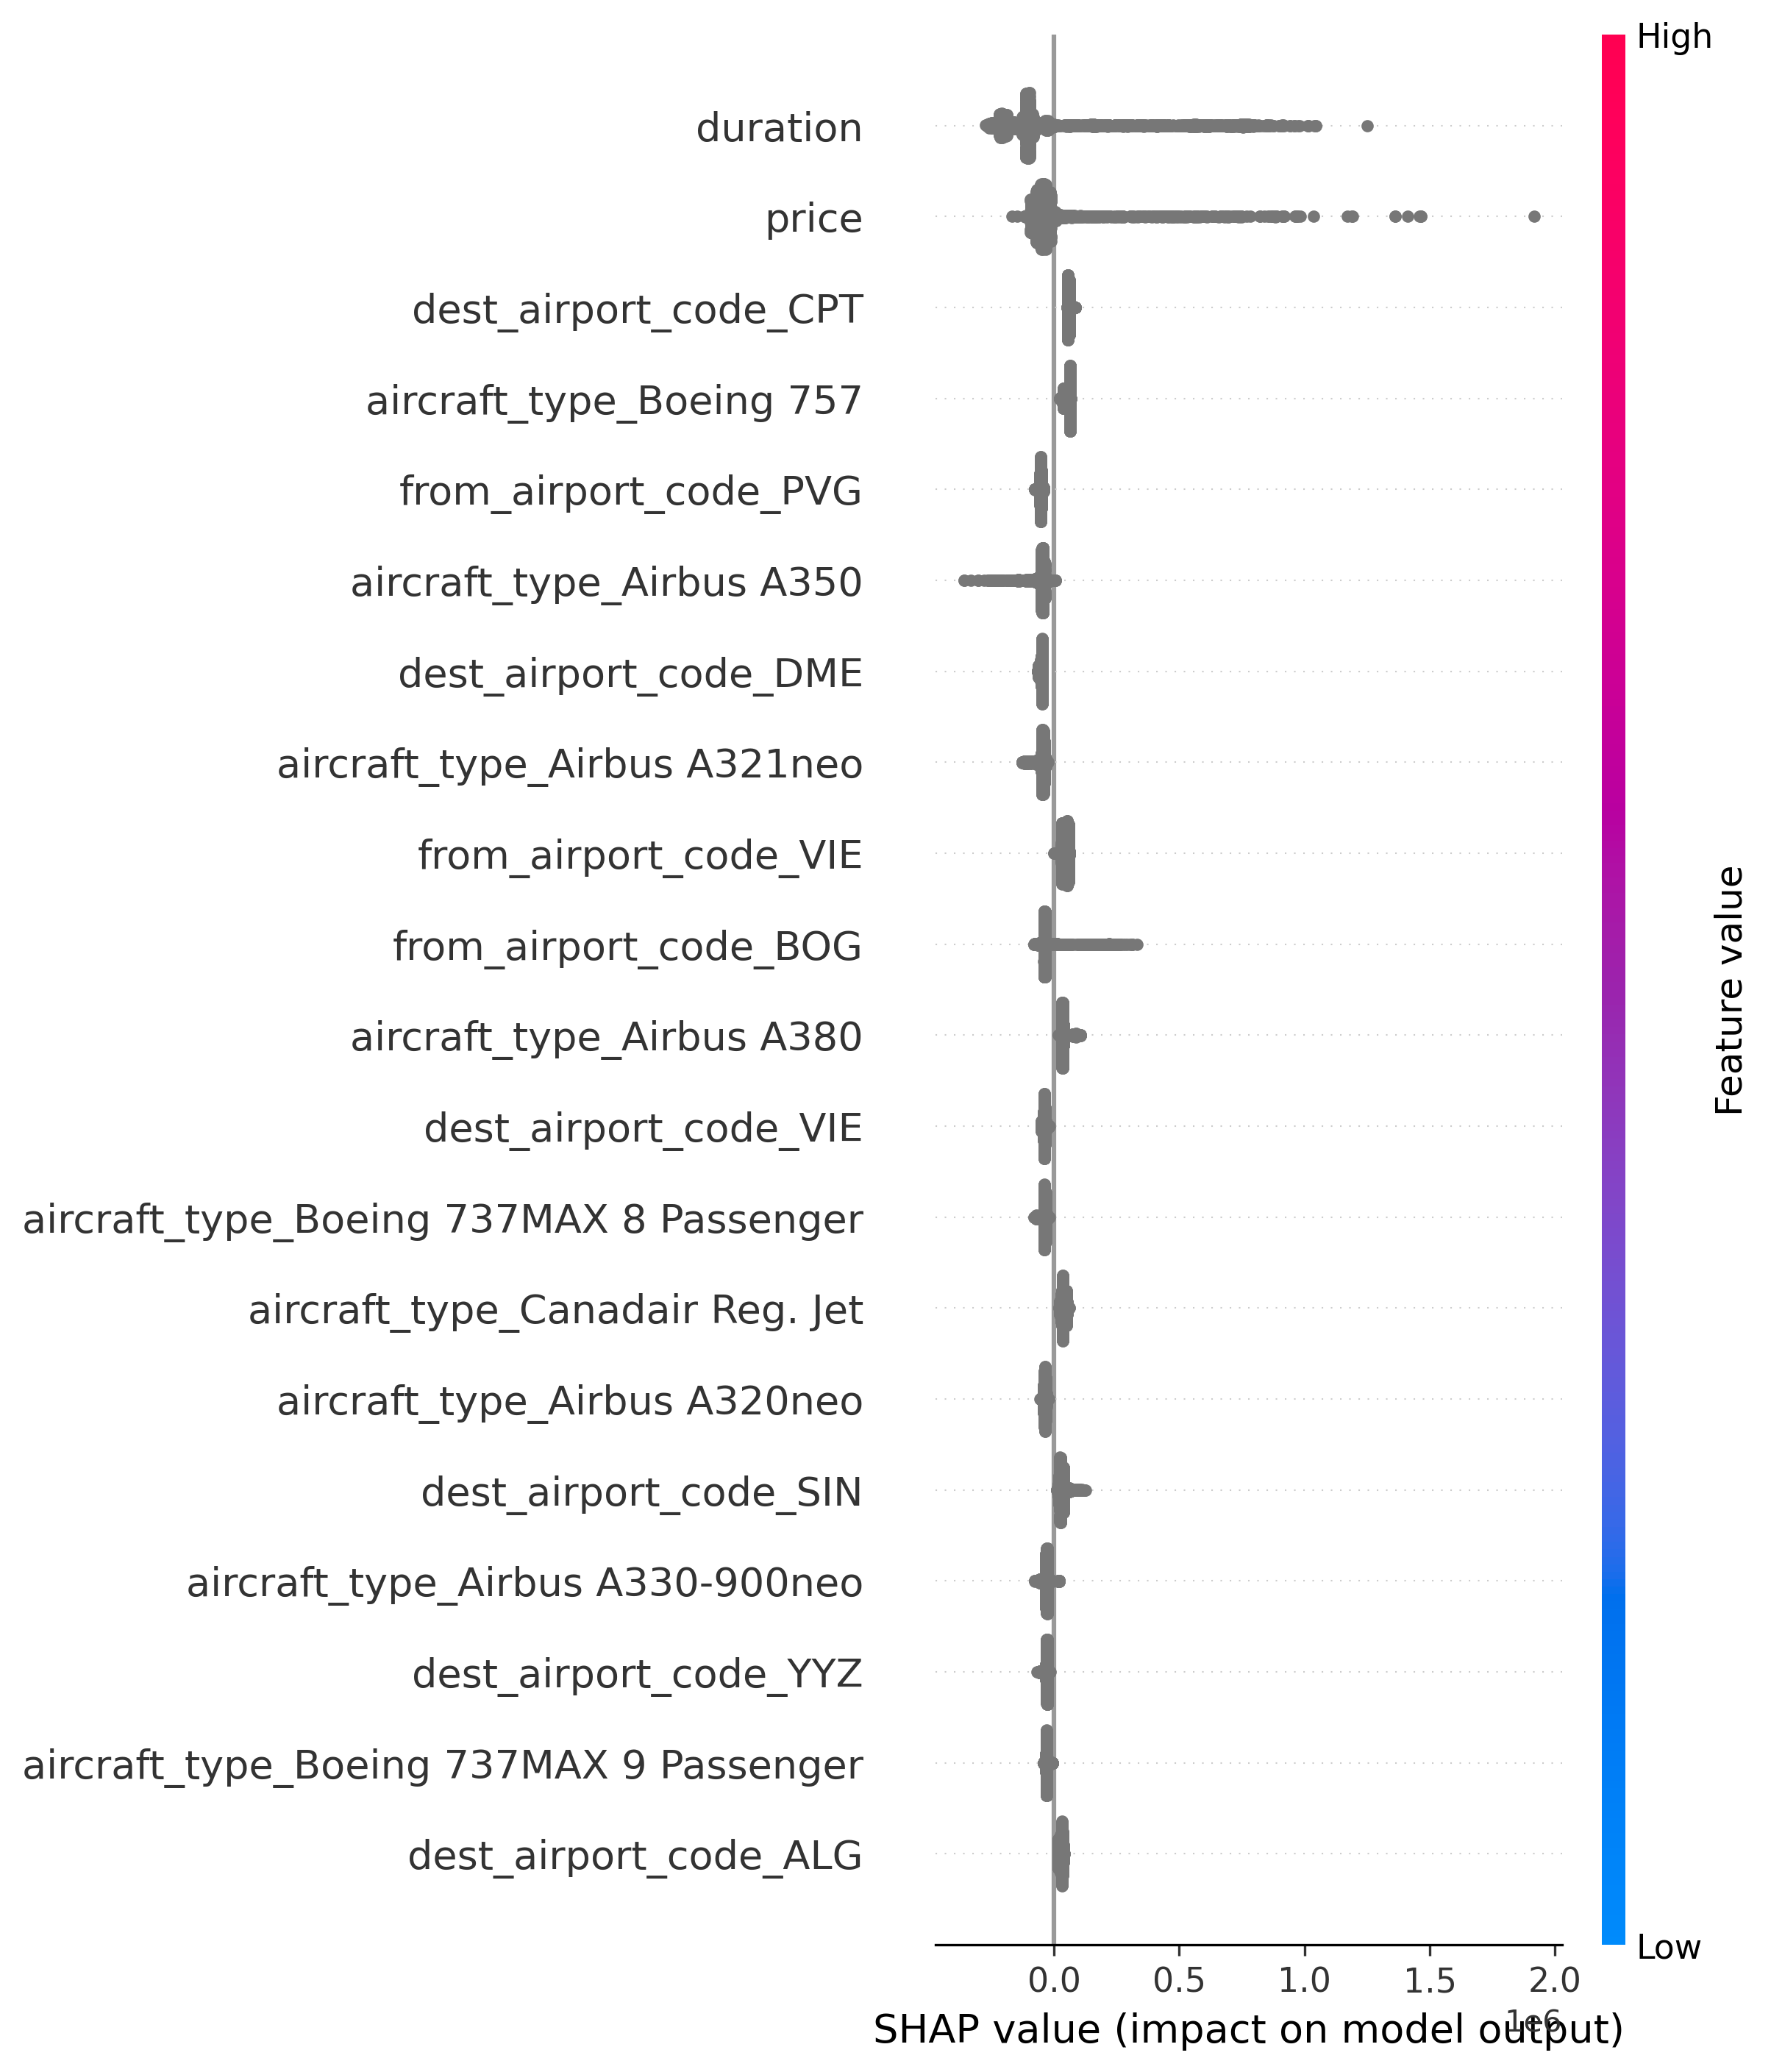 High
duration
price
dest_airport_code_CPT
aircraft_type_Boeing 757
from_airport_code_PVG
aircraft_type_Airbus A350
dest_airport_code_DME
aircraft_type_Airbus A321neo
from_airport_code_VIE
from_airport_code_BOG
aircraft_type_Airbus A380
dest_airport_code_VIE
aircraft_type_Boeing 737MAX 8 Passenger
aircraft_type_Canadair Reg. Jet
aircraft_type_Airbus A320neo
dest_airport_code_SIN
aircraft_type_Airbus A330-900neo
dest_airport_code_YYZ
aircraft_type_Boeing 737MAX 9 Passenger
dest_airport_code_ALG
Feature value
Low
0.0 0.5 1.0 1.5 2.0
1e6
SHAP value (impact on model output)